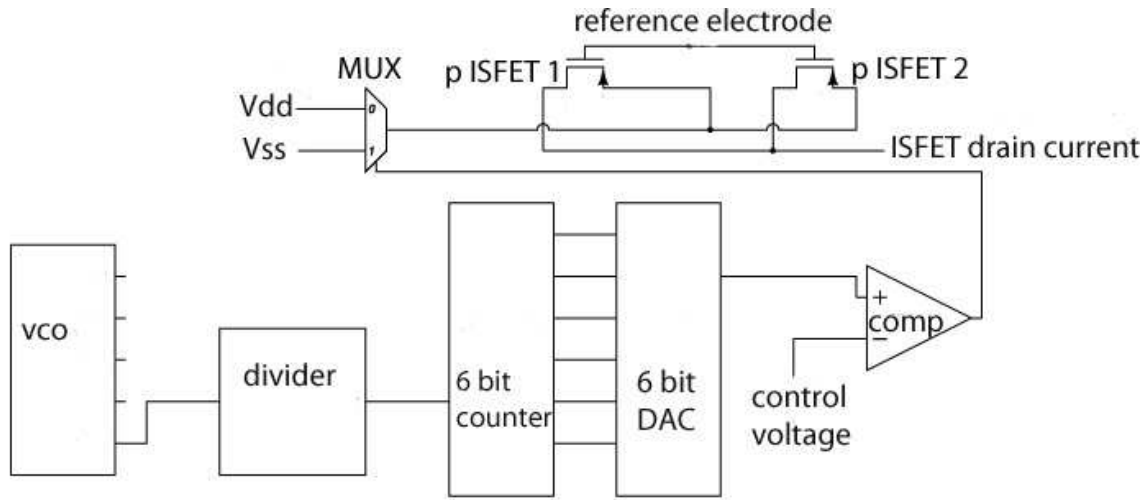 reference electrode
MUX
p ISFET 1
p ISFET 2
Vdd
0
Vss
1
ISFET drain current
vco
divider
6 bit
counter
6 bit
DAC
+
comp
−
control
voltage